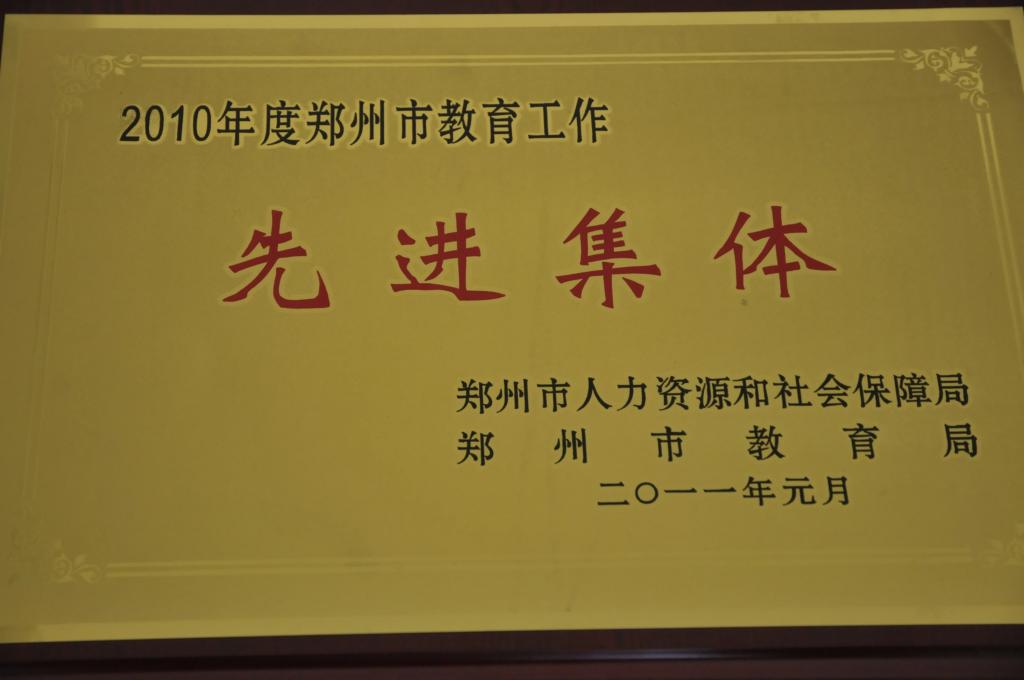 2010年度郑州市教育工作
先进集体
郑州市人力资源和社会保障局
郑州市教育局
二〇一一年元月